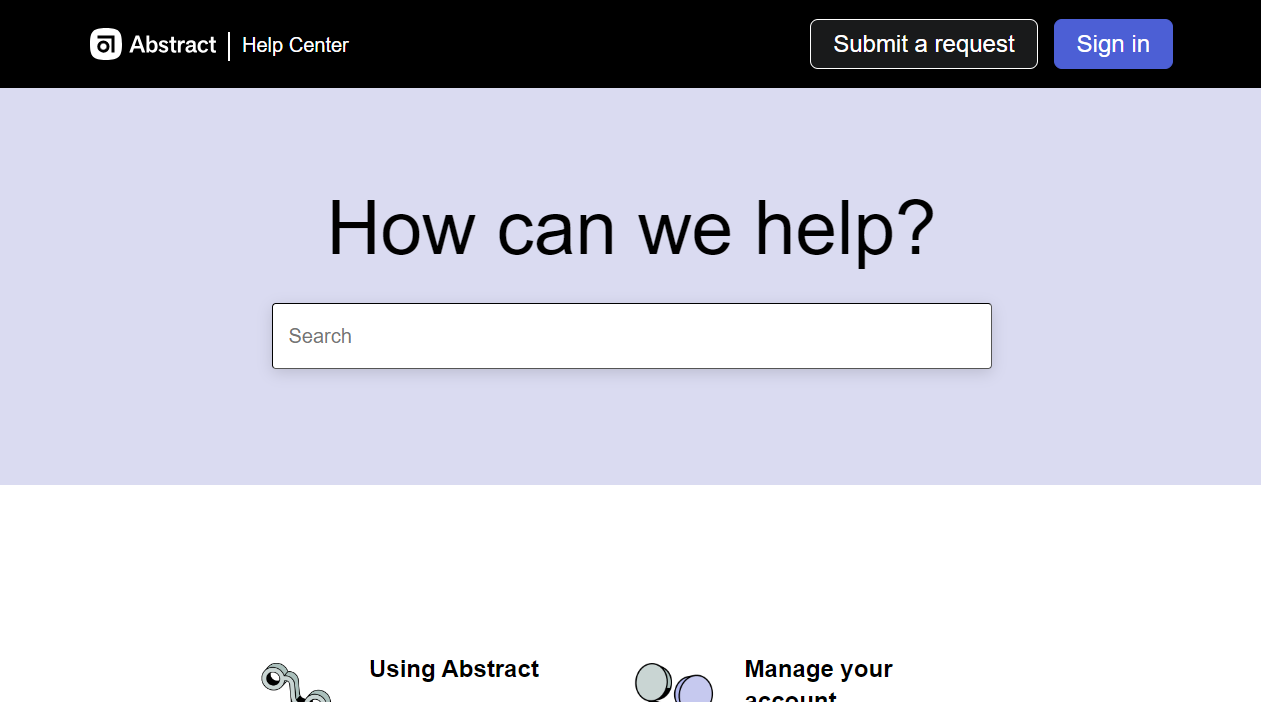 Abstract
Help Center
Submit a request
Sign in
How can we help?
Search
Using Abstract
Manage your
account